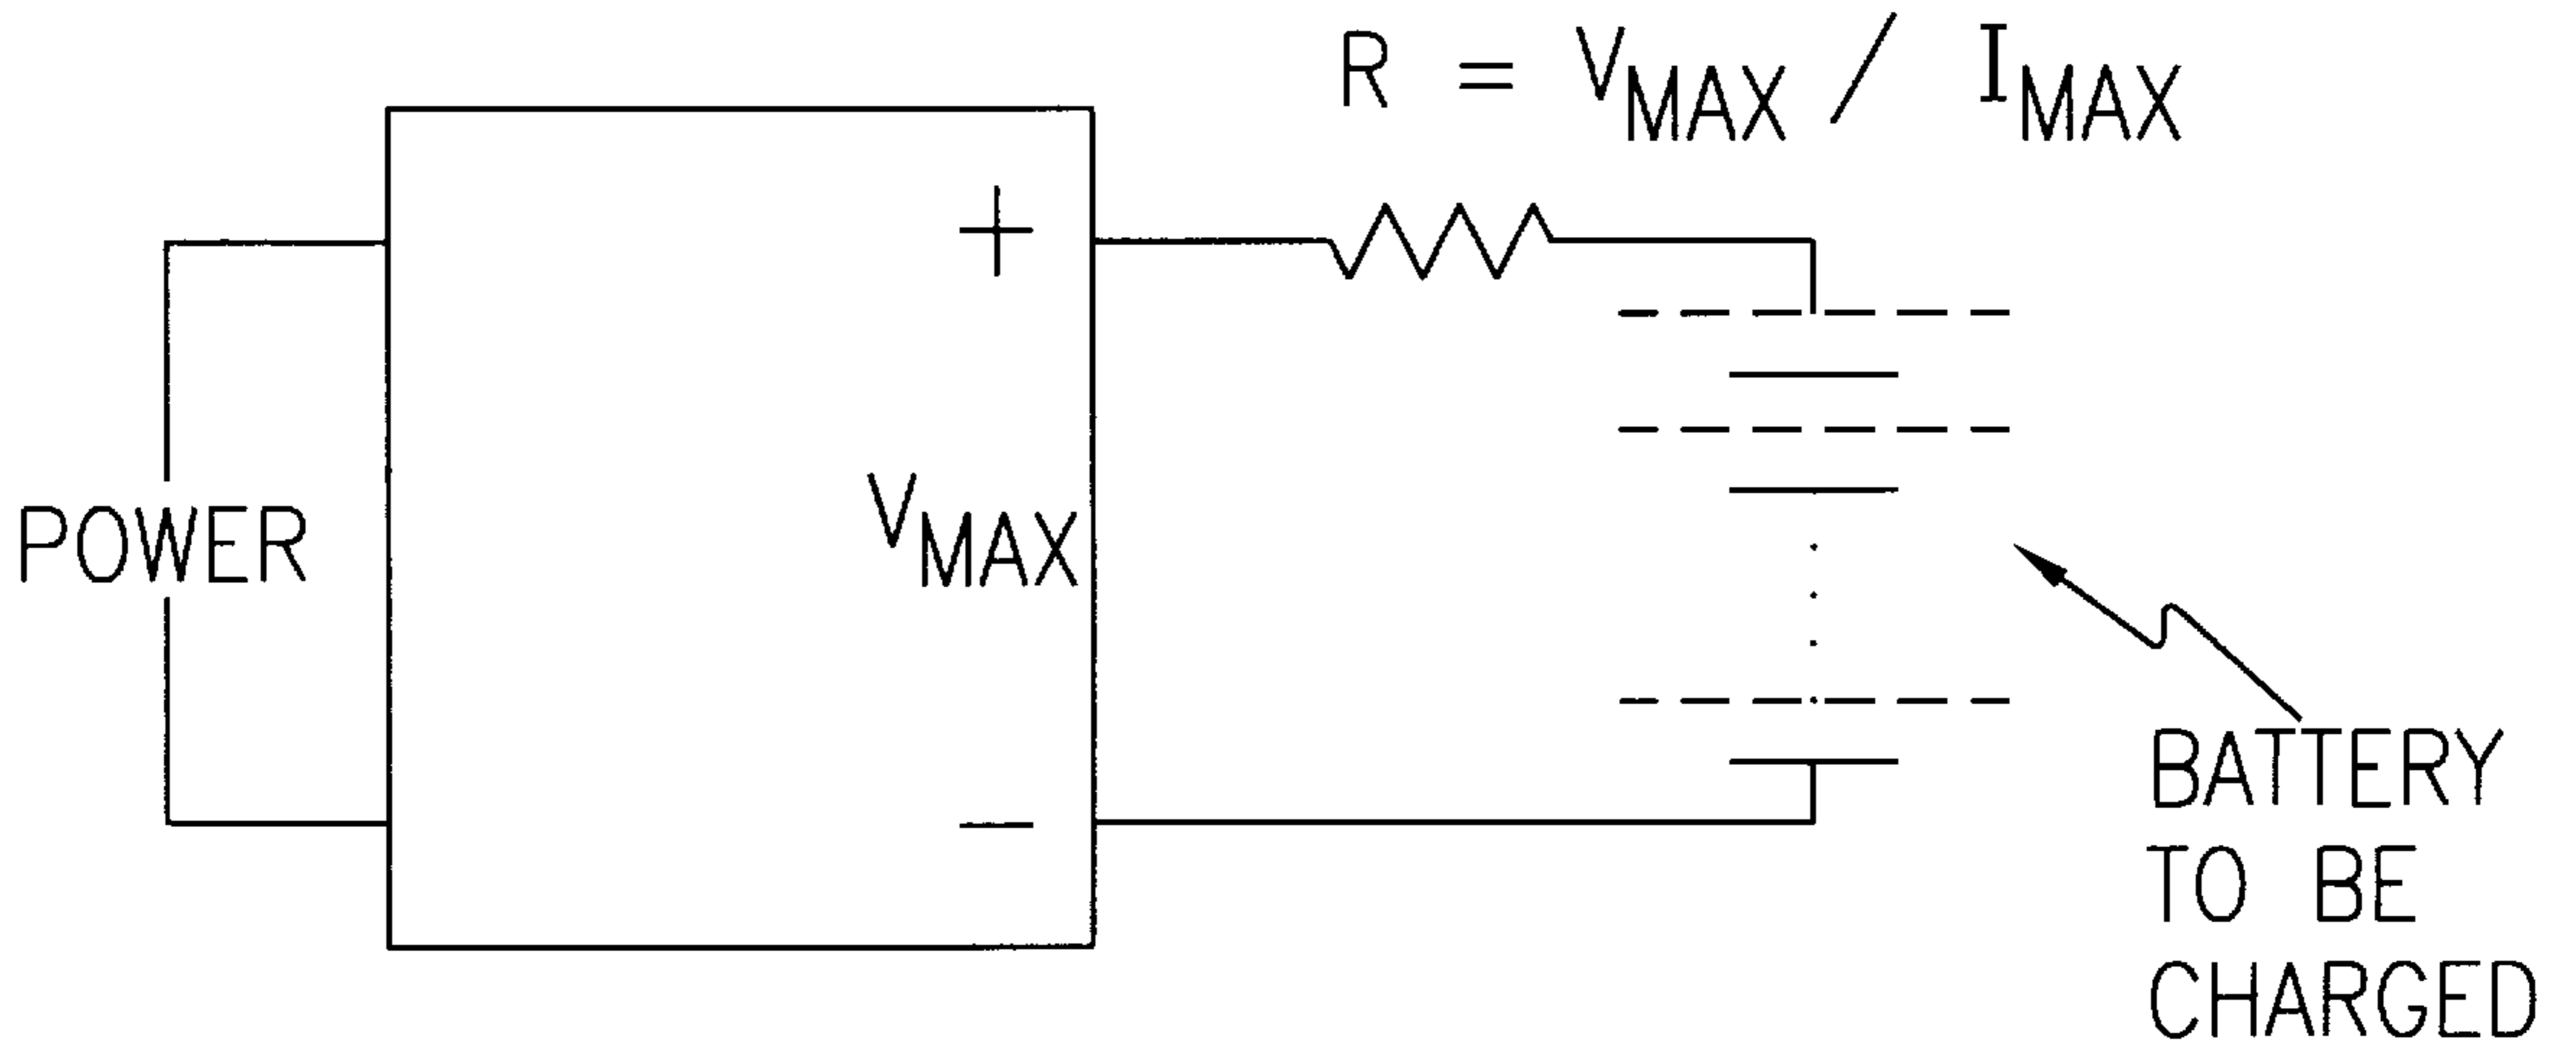 R = VMAX / IMAX
+
POWER
VMAX
−
BATTERY
TO BE
CHARGED